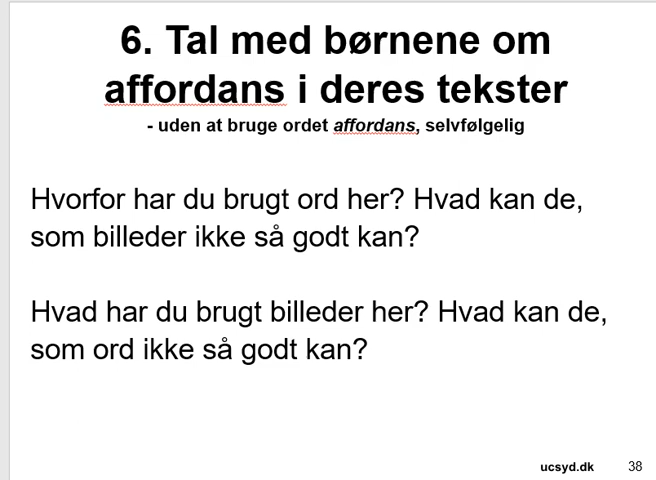 6. Tal med børnene om
affordans i deres tekster
- uden at bruge ordet affordans, selvfølgelig
Hvorfor har du brugt ord her? Hvad kan de,
som billeder ikke så godt kan?
Hvad har du brugt billeder her? Hvad kan de,
som ord ikke så godt kan?
ucsyd.dk 38